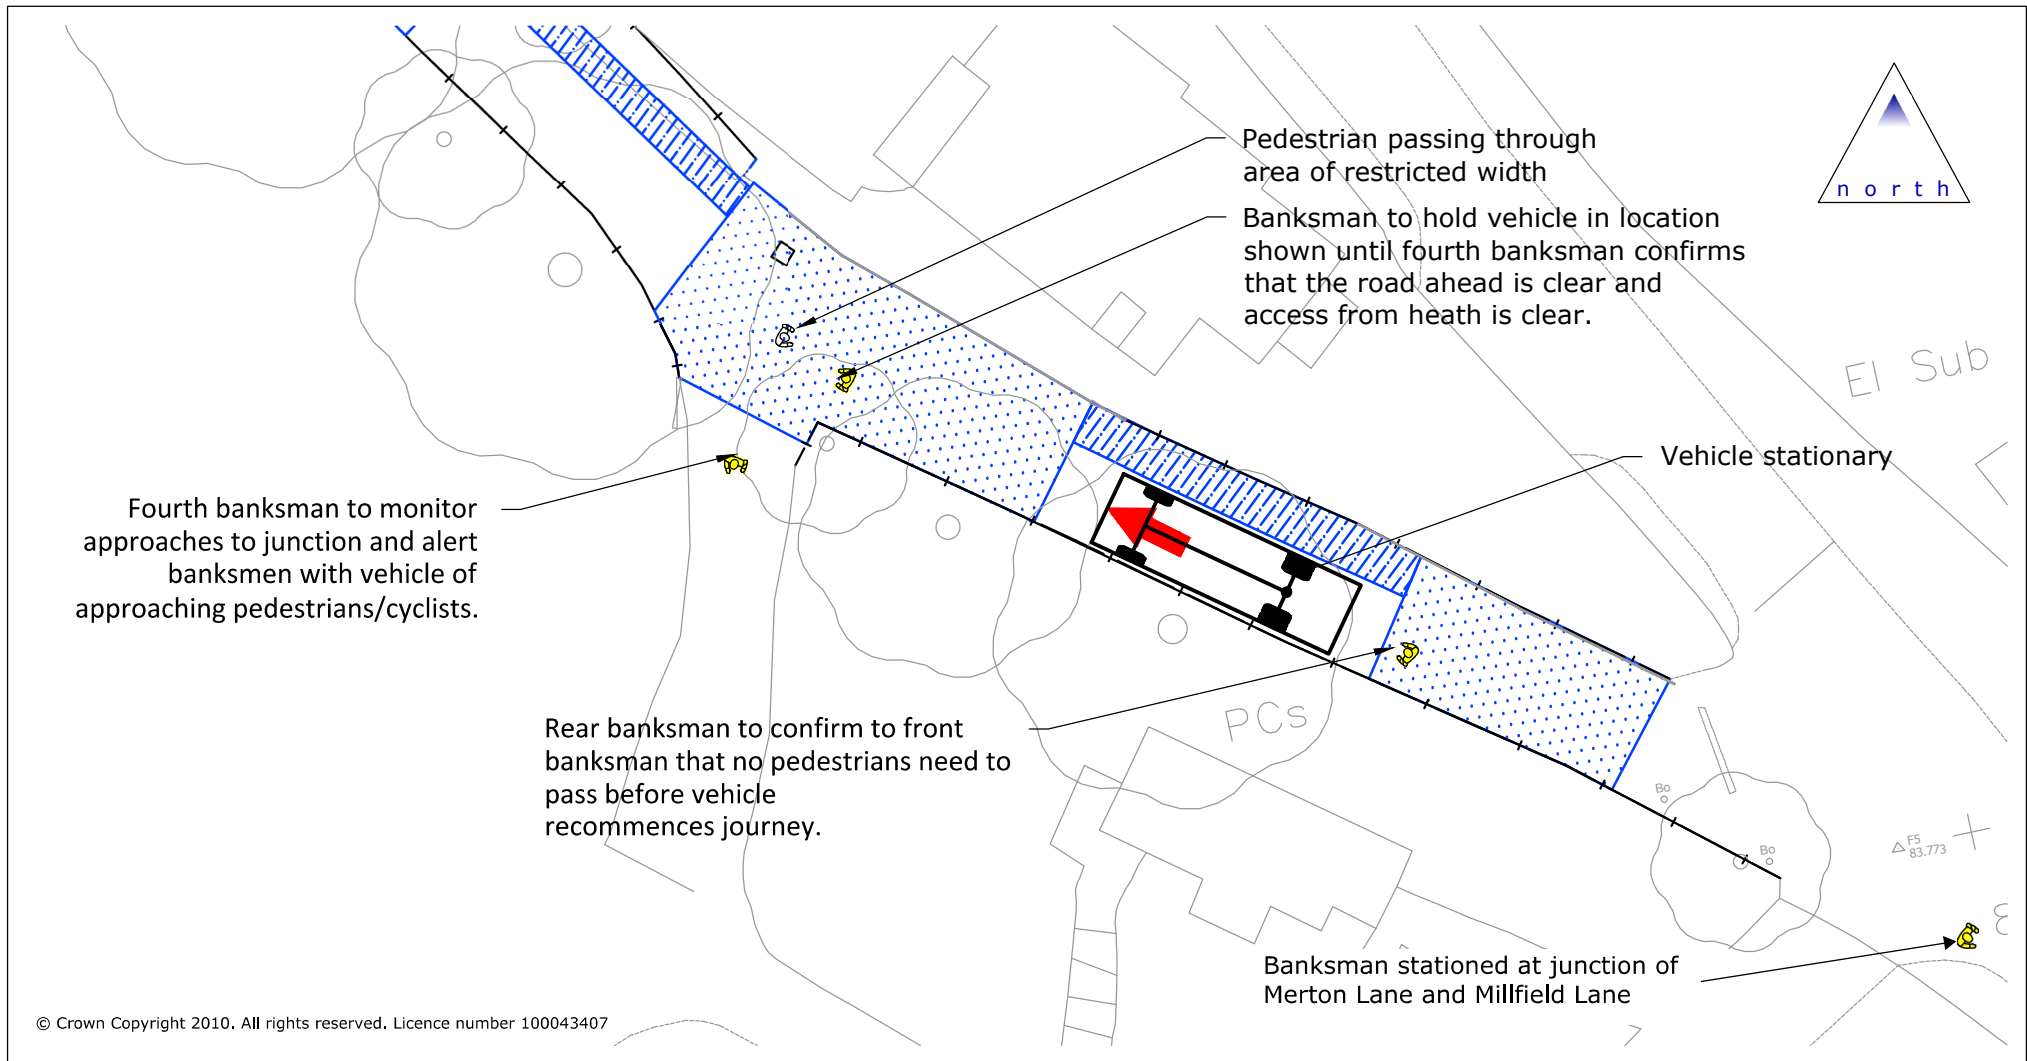 Pedestrian passing through
area of restricted width
north
Banksman to hold vehicle in location
shown until fourth banksman confirms
that the road ahead is clear and
access from heath is clear.
El Sub
Vehicle stationary
Fourth banksman to monitor
approaches to junction and alert
banksmen with vehicle of
approaching pedestrians/cyclists.
PCs
Rear banksman to confirm to front
banksman that no pedestrians need to
pass before vehicle
recommences journey.
Bo
Bo
F5
83.773
Banksman stationed at junction of
Merton Lane and Millfield Lane
© Crown Copyright 2010. All rights reserved. Licence number 100043407